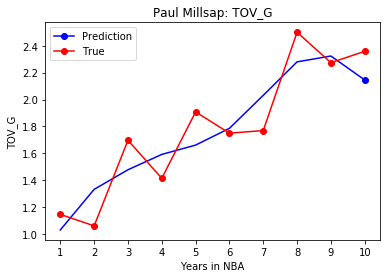 Paul Millsap: TOV_G
Prediction
True
TOV_G
2.4
2.2
2.0
1.8
1.6
1.4
1.2
1.0
1 2 3 4 5 6 7 8 9 10
Years in NBA